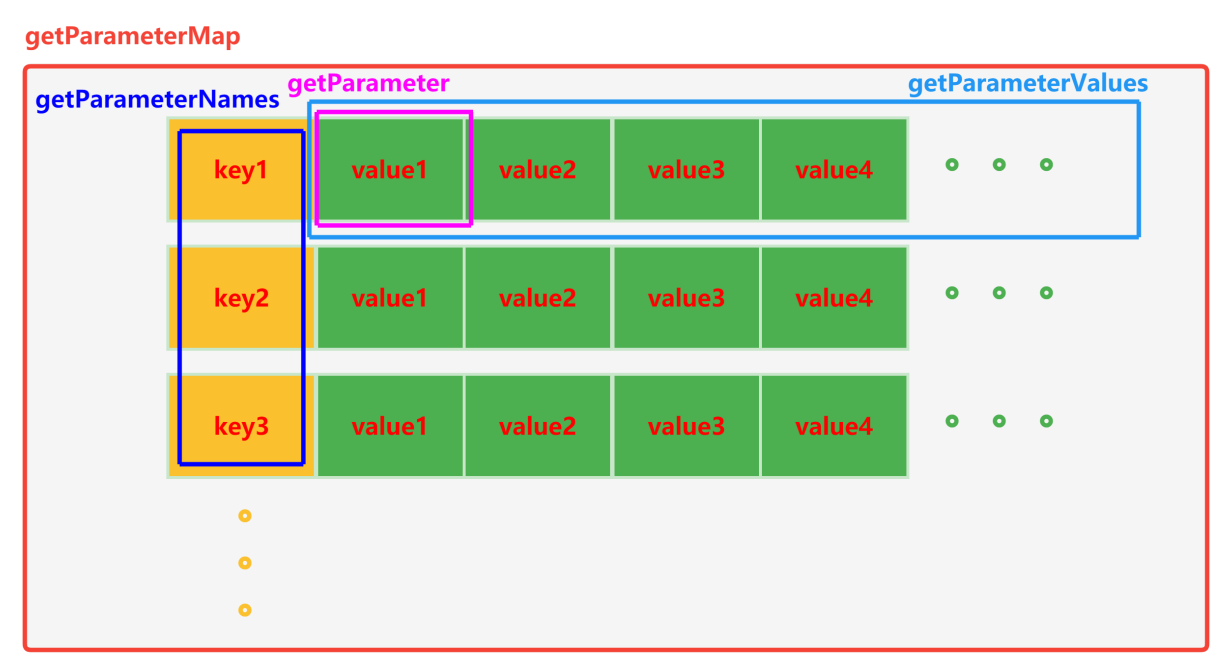 getParameterMap
getParameterNames
getParameter
getParameterValues
key1 value1 value2 value3 value4
key2 value1 value2 value3 value4
key3 value1 value2 value3 value4